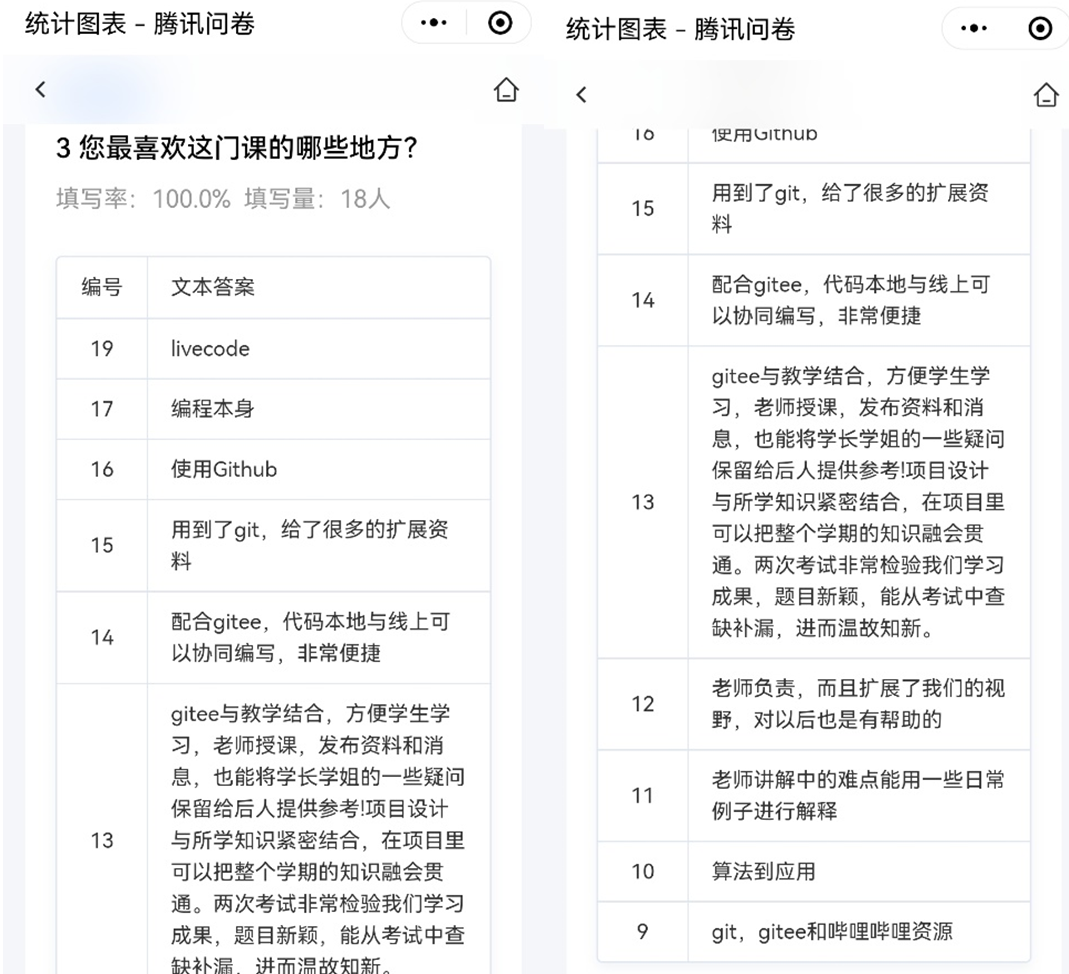 统计图表 - 腾讯问卷
3 您最喜欢这门课的哪些地方？
填写率：100.0% 填写量：18人
编号 文本答案
19 livecode
17 编程本身
16 使用Github
15 用到了git，给了很多的扩展资
料
14 配合gitee，代码本地与线上可
以协同编写，非常便捷
13 gitee与教学结合，方便学生学
习，老师授课，发布资料和消
息，也能将学长学姐的一些疑问
保留给后人提供参考!项目设计
与所学知识紧密结合，在项目里
可以把整个学期的知识融会贯
通。两次考试非常检验我们学习
成果，题目新颖，能从考试中查
缺补漏，进而温故知新。
统计图表 - 腾讯问卷
16 使用Github
15 用到了git，给了很多的扩展资
料
14 配合gitee，代码本地与线上可
以协同编写，非常便捷
13 gitee与教学结合，方便学生学
习，老师授课，发布资料和消
息，也能将学长学姐的一些疑问
保留给后人提供参考!项目设计
与所学知识紧密结合，在项目里
可以把整个学期的知识融会贯
通。两次考试非常检验我们学习
成果，题目新颖，能从考试中查
缺补漏，进而温故知新。
12 老师负责，而且扩展了我们的视
野，对以后也是有帮助的
11 老师讲解中的难点能用一些日常
例子进行解释
10 算法到应用
9 git，gitee和哔哩哔哩资源